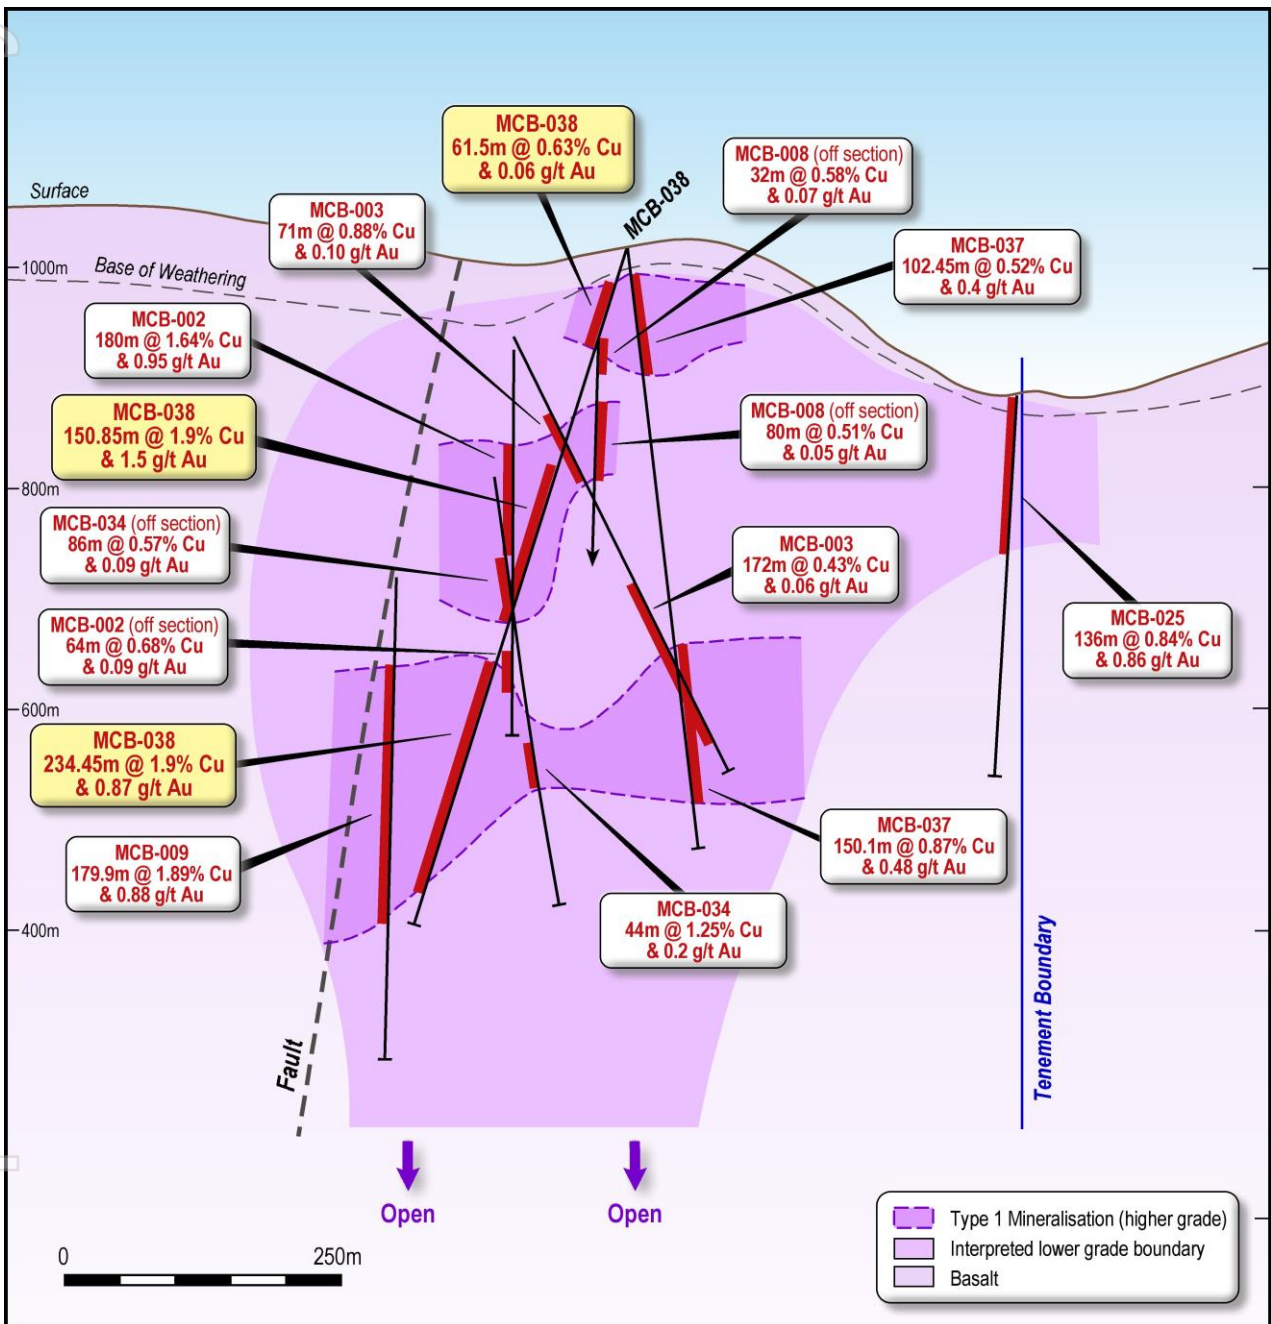 MCB-038
61.5m @ 0.63% Cu
& 0.06 g/t Au
MCB-008 (off section)
32m @ 0.58% Cu
& 0.07 g/t Au
MCB-038
Surface
MCB-003
71m @ 0.88% Cu
& 0.10 g/t Au
MCB-037
102.45m @ 0.52% Cu
& 0.4 g/t Au
1000m
Base of Weathering
MCB-002
180m @ 1.64% Cu
& 0.95 g/t Au
MCB-038
150.85m @ 1.9% Cu
& 1.5 g/t Au
MCB-008 (off section)
80m @ 0.51% Cu
& 0.05 g/t Au
800m
MCB-034 (off section)
86m @ 0.57% Cu
& 0.09 g/t Au
MCB-003
172m @ 0.43% Cu
& 0.06 g/t Au
MCB-002 (off section)
64m @ 0.68% Cu
& 0.09 g/t Au
MCB-025
136m @ 0.84% Cu
& 0.86 g/t Au
600m
MCB-038
234.45m @ 1.9% Cu
& 0.87 g/t Au
MCB-009
179.9m @ 1.89% Cu
& 0.88 g/t Au
MCB-037
150.1m @ 0.87% Cu
& 0.48 g/t Au
MCB-034
44m @ 1.25% Cu
& 0.2 g/t Au
400m
Fault
Tenement Boundary
Open
Open
0
250m
Type 1 Mineralisation (higher grade)
Interpreted lower grade boundary
Basalt